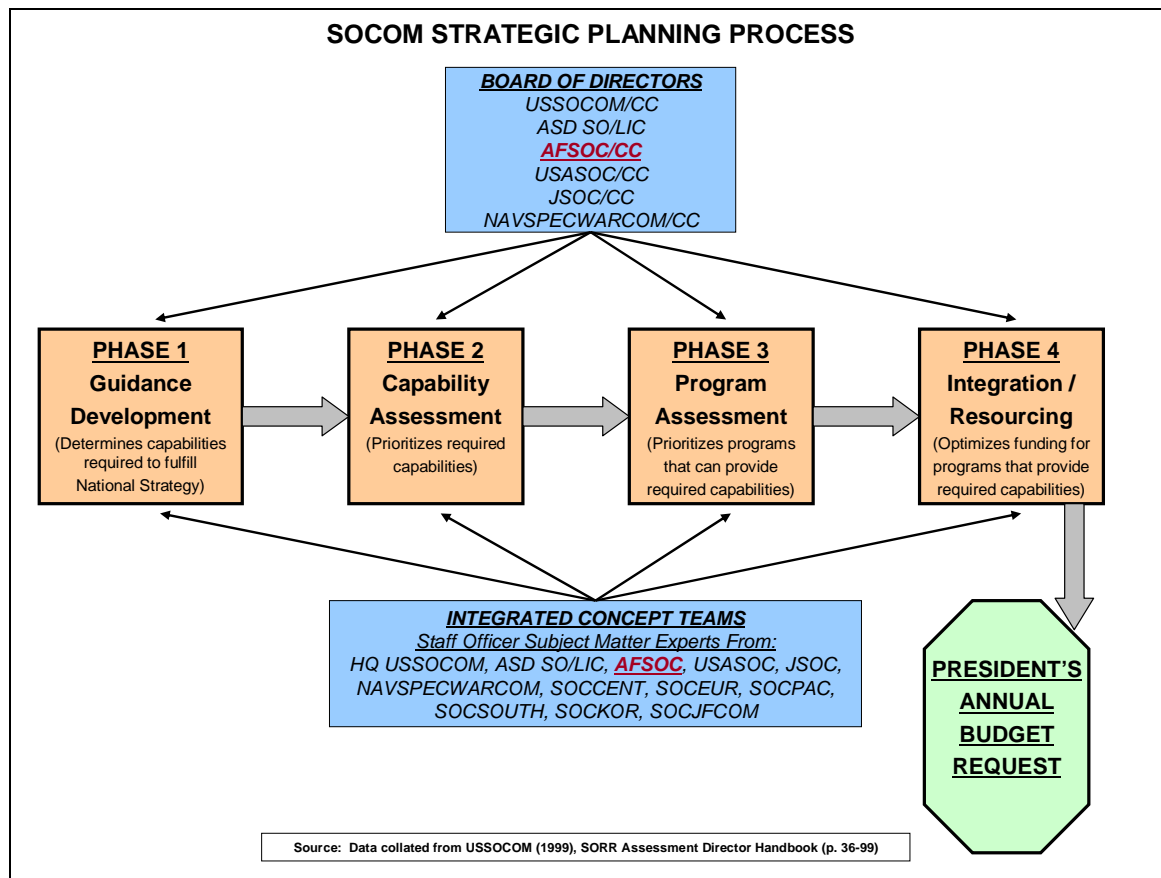 SOCOM STRATEGIC PLANNING PROCESS
BOARD OF DIRECTORS
USSOCOM/CC
ASD SO/LIC
AFSOC/CC
USASOC/CC
JSOC/CC
NAVSPECWARCOM/CC
PHASE 1
Guidance
Development
(Determines capabilities
required to fulfill
National Strategy)
PHASE 2
Capability
Assessment
(Prioritizes required
capabilities)
PHASE 3
Program
Assessment
(Prioritizes programs
that can provide
required capabilities)
PHASE 4
Integration /
Resourcing
(Optimizes funding for
programs that provide
required capabilities)
INTEGRATED CONCEPT TEAMS
Staff Officer Subject Matter Experts From:
HQ USSOCOM, ASD SO/LIC, AFSOC, USASOC, JSOC,
NAVSPECWARCOM, SOCCENT, SOCEUR, SOCPAC,
SOCSOUTH, SOCKOR, SOCJFCOM
PRESIDENT'S
ANNUAL
BUDGET
REQUEST
Source:  Data collated from USSOCOM (1999), SORR Assessment Director Handbook (p. 36-99)